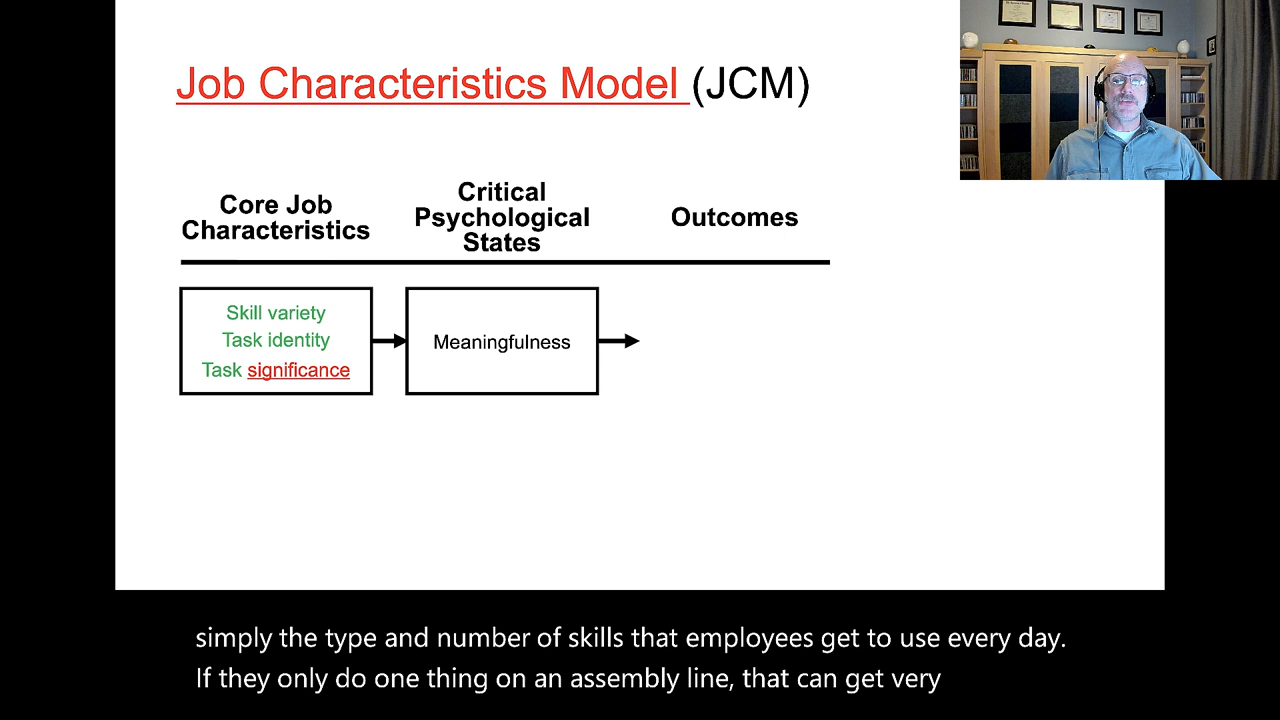 Job Characteristics Model (JCM)
Core Job
Characteristics
Critical
Psychological
States
Outcomes
Skill variety
Task identity
Task significance
Meaningfulness
simply the type and number of skills that employees get to use every day.
If they only do one thing on an assembly line, that can get very